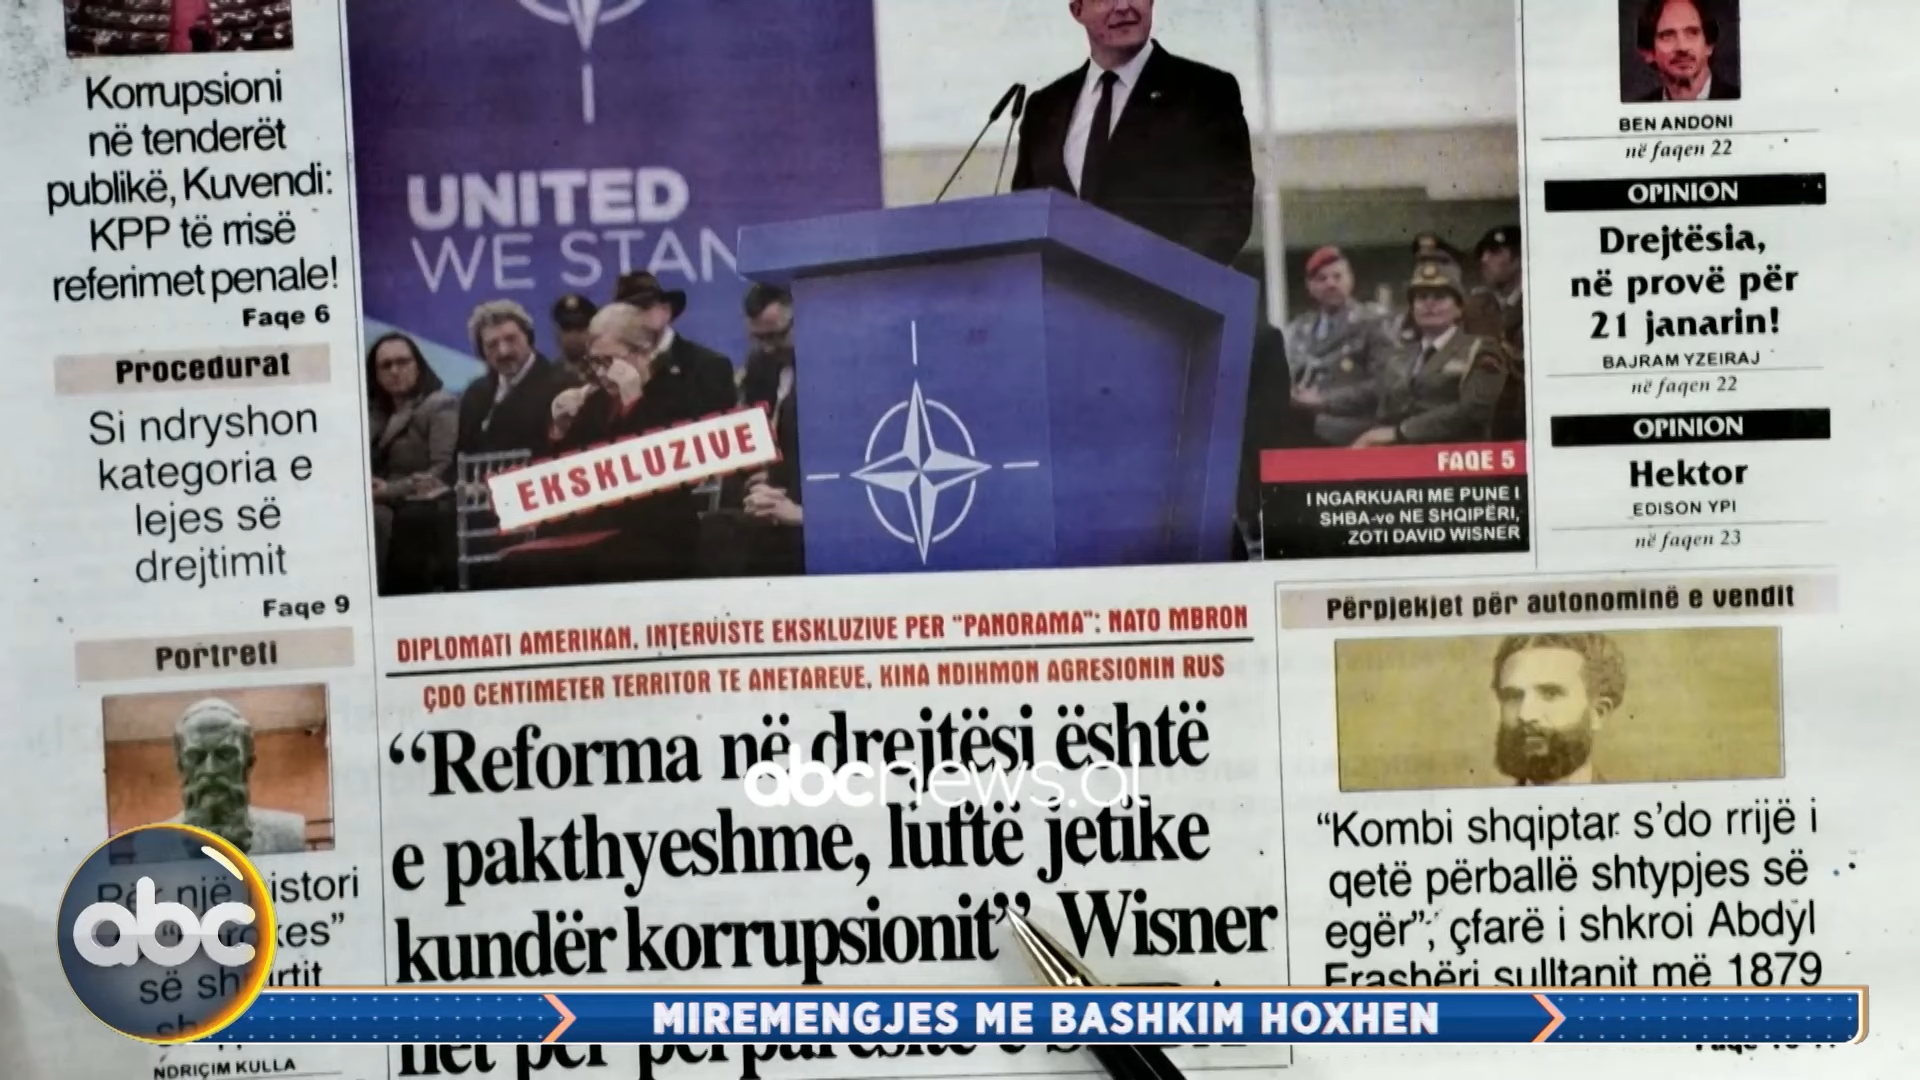 Korrupsioni
në tenderët
publikë, Kuvendi:
KPP të rrisë
referimet penale!
Faqe 6
Procedurat
Si ndryshon
kategoria e
lejes së
drejtimit
Faqe 9
Portreti
Për një istori
së sh
NDRIÇIM KULLA
UNITED
WE STAN
EKSKLUZIVE
FAQE 5
I NGARKUARI ME PUNE I
SHBA-ve NE SHQIPËRI,
ZOTI DAVID WISNER
DIPLOMATI AMERIKAN, INTERVISTE EKSKLUZIVE PER "PANORAMA": NATO MBRON
ÇDO CENTIMETER TERRITOR TE ANETAREVE, KINA NDIHMON AGRESIONIN RUS
“Reforma në drejtësi është
e pakthyeshme, luftë jetike
kundër korrupsionit” Wisner
BEN ANDONI
në faqen 22
OPINION
Drejtësia,
në provë për
21 janarin!
BAJRAM YZEIRAJ
në faqen 22
OPINION
Hektor
EDISON YPI
në faqen 23
Përpjekjet për autonominë e vendit
“Kombi shqiptar s’do rrijë i
qetë përballë shtypjes së
egër”, çfarë i shkroi Abdyl
Frashëri sulltanit më 1879
abcnews.al
abc
MIREMENGJES ME BASHKIM HOXHEN